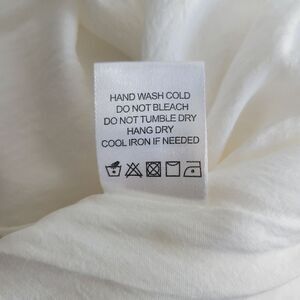 HAND WASH COLD
DO NOT BLEACH
DO NOT TUMBLE DRY
HANG DRY
COOL IRON IF NEEDED